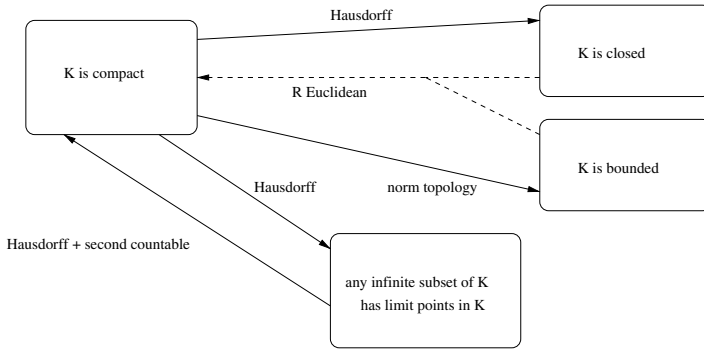 Hausdorff
K is compact
K is closed
R Euclidean
K is bounded
Hausdorff
norm topology
Hausdorff + second countable
any infinite subset of K
has limit points in K